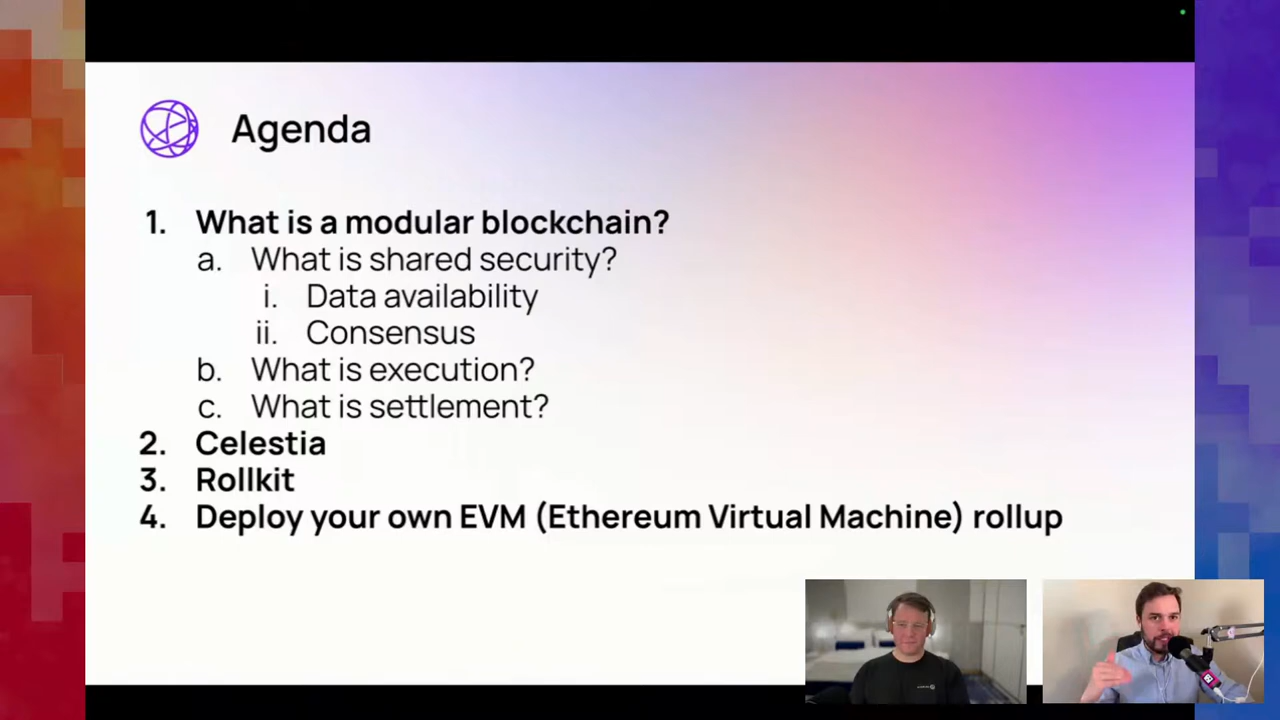 Agenda
1. What is a modular blockchain?
a. What is shared security?
i. Data availability
ii. Consensus
b. What is execution?
c. What is settlement?
2. Celestia
3. Rollkit
4. Deploy your own EVM (Ethereum Virtual Machine) rollup